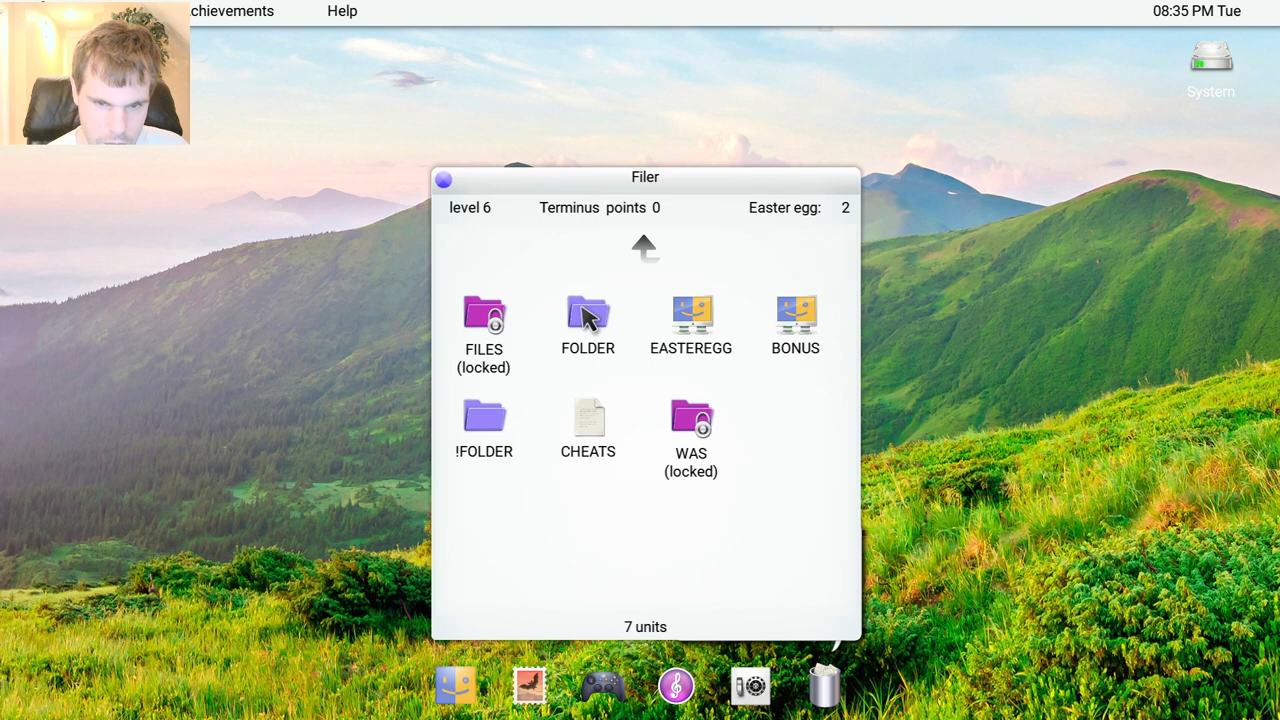 chievements Help 08:35 PM Tue
System
Filer
level 6 Terminus points 0 Easter egg: 2
FILES
(locked)
FOLDER
EASTEREGG
BONUS
!FOLDER
CHEATS
WAS
(locked)
7 units